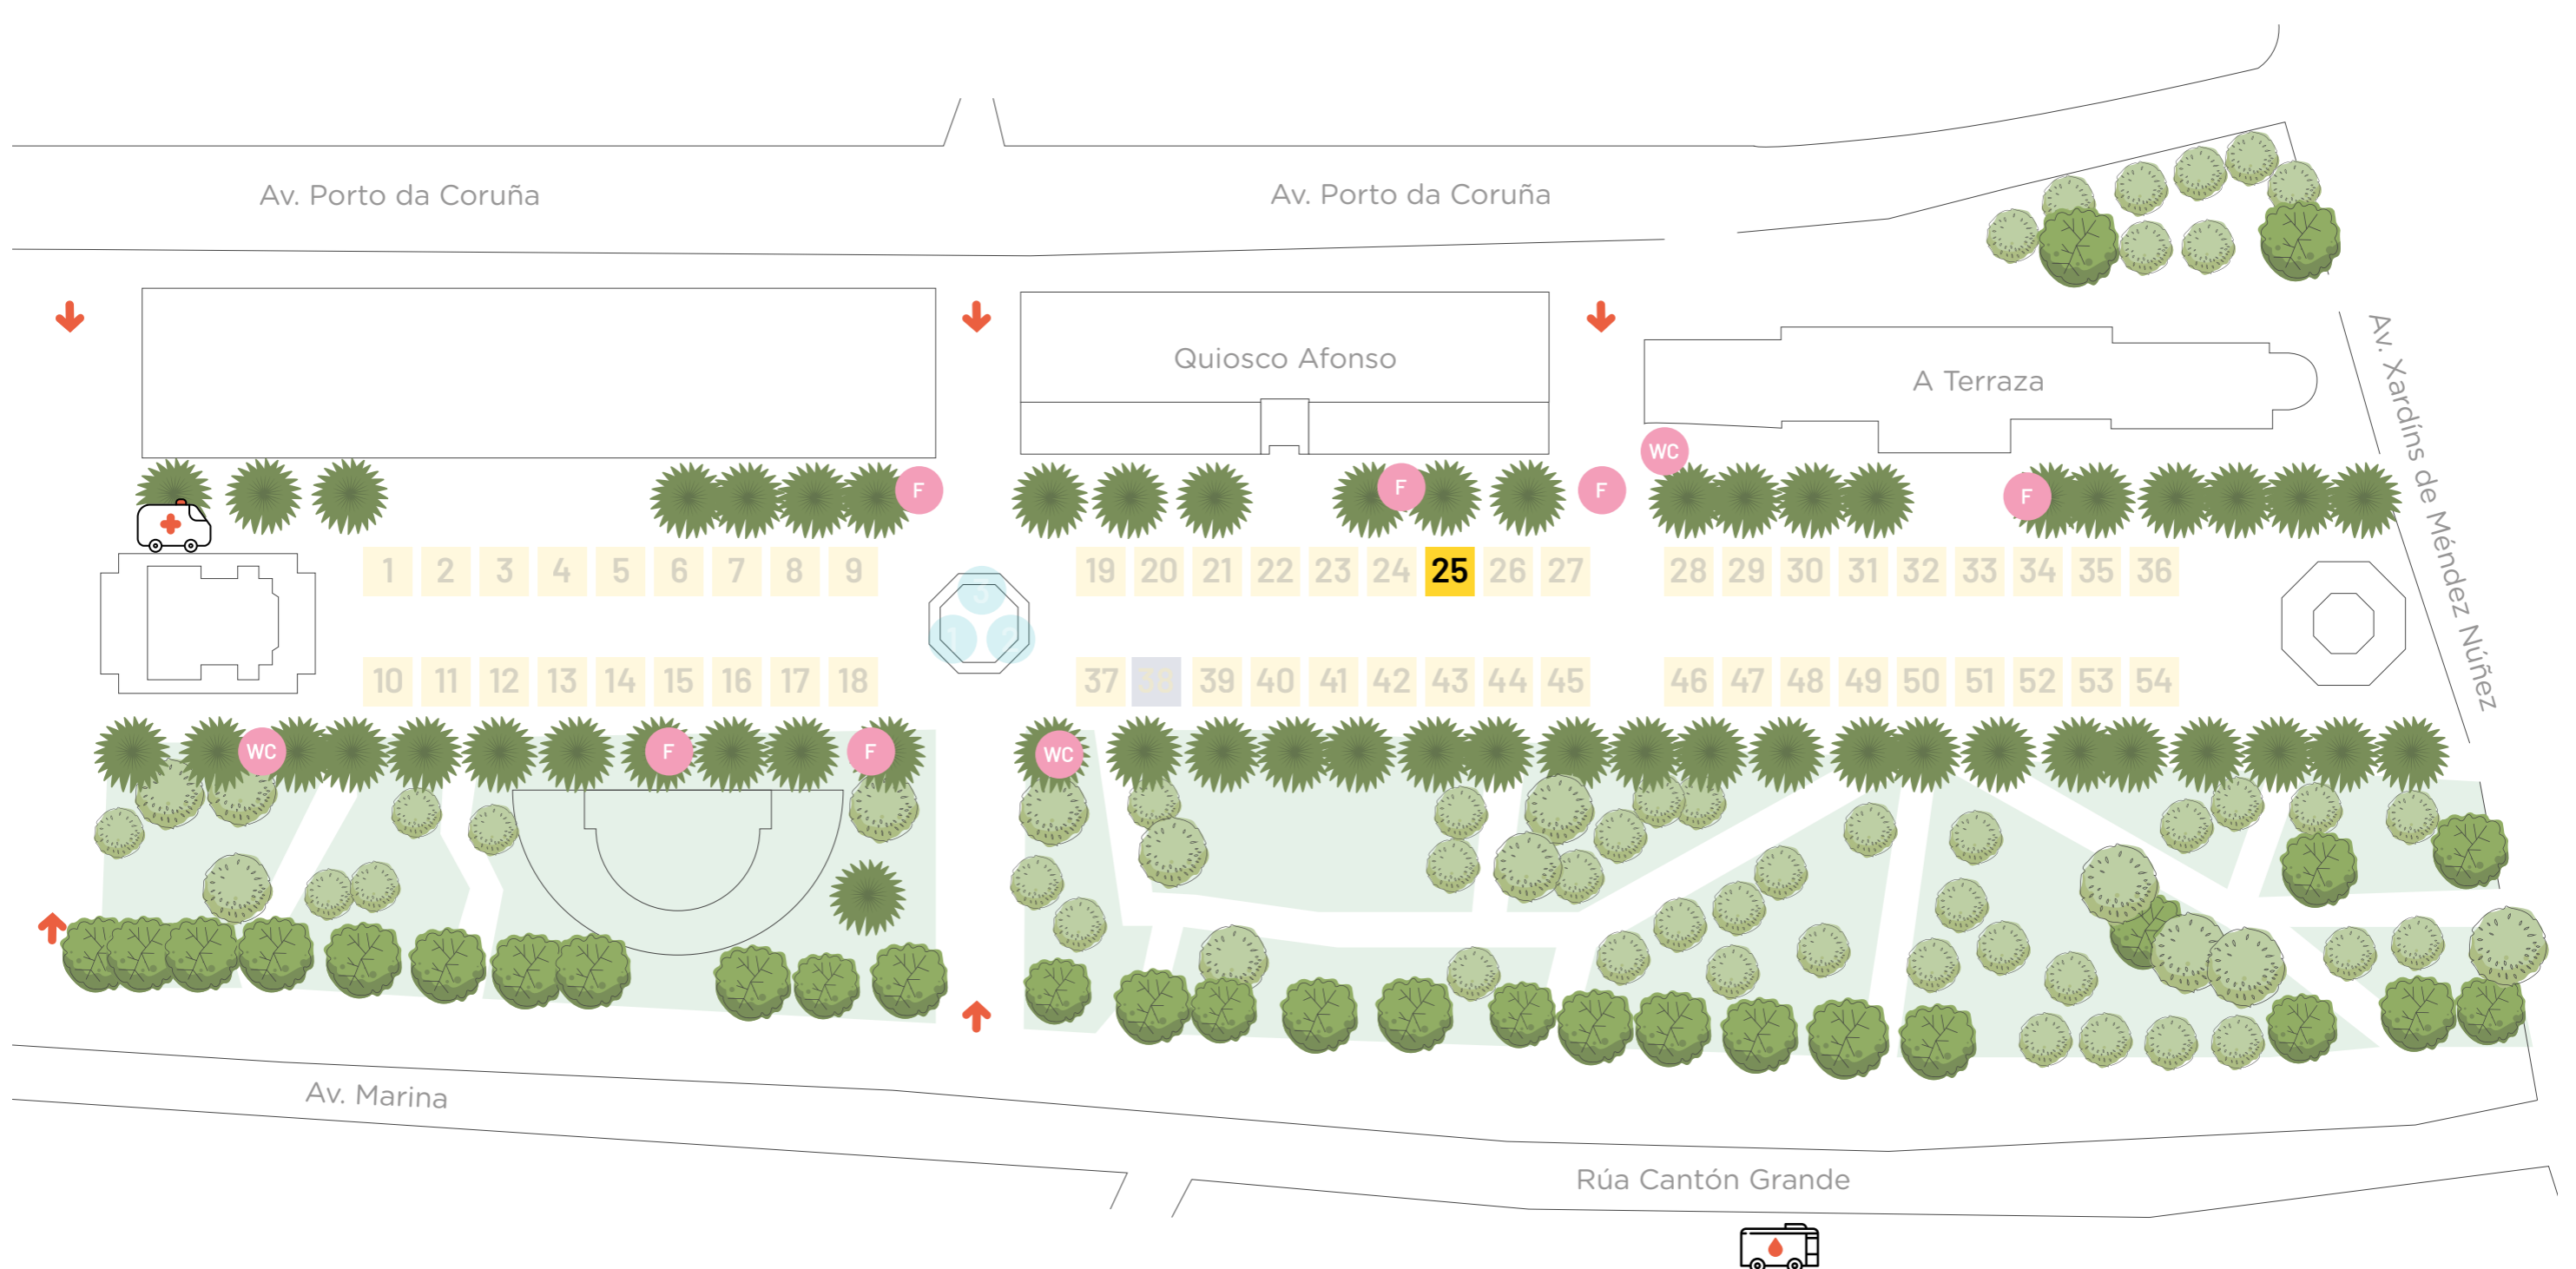 Av. Porto da Coruña
Av. Porto da Coruña
Quiosco Afonso
A Terraza
Av. Xardíns de Méndez Núñez
WC
F
F
F
F
1 2 3 4 5 6 7 8 9
19 20 21 22 23 24 25 26 27
28 29 30 31 32 33 34 35 36
3
1 2
10 11 12 13 14 15 16 17 18
37 38 39 40 41 42 43 44 45
46 47 48 49 50 51 52 53 54
WC
F
F
WC
Av. Marina
Rúa Cantón Grande